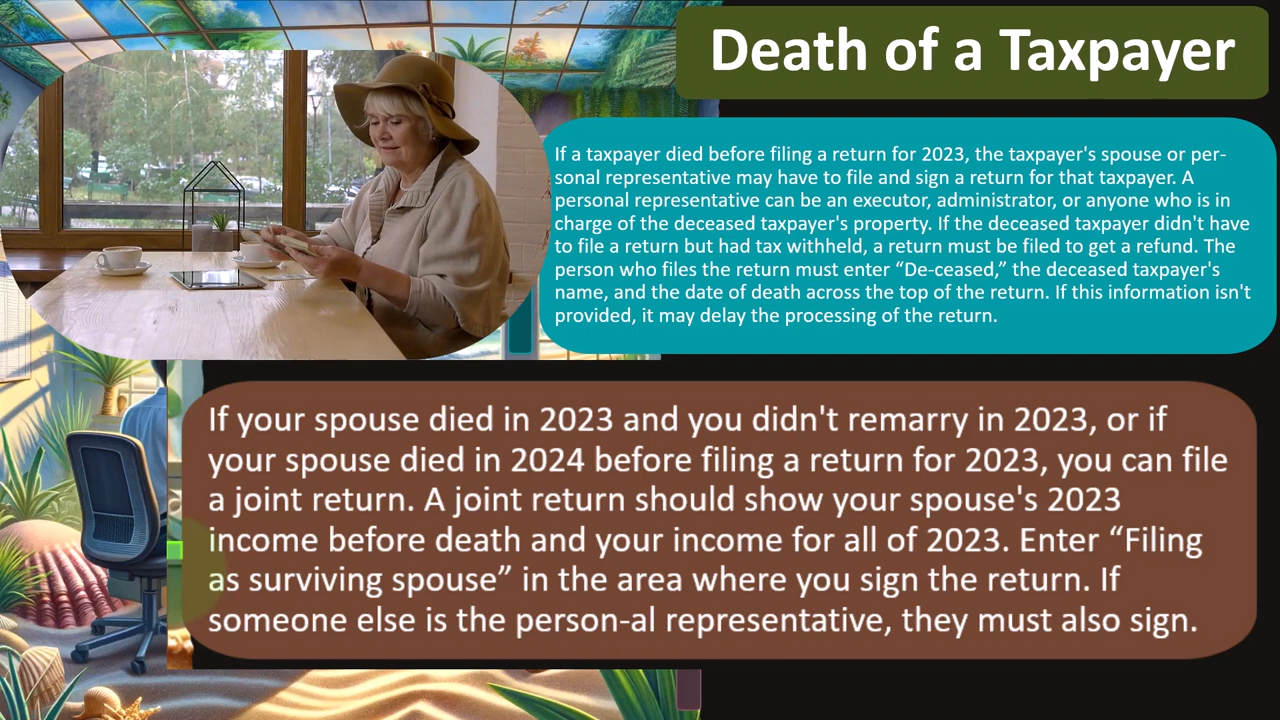 Death of a Taxpayer
If a taxpayer died before filing a return for 2023, the taxpayer's spouse or per-
sonal representative may have to file and sign a return for that taxpayer. A
personal representative can be an executor, administrator, or anyone who is in
charge of the deceased taxpayer's property. If the deceased taxpayer didn't have
to file a return but had tax withheld, a return must be filed to get a refund. The
person who files the return must enter “De-ceased,” the deceased taxpayer's
name, and the date of death across the top of the return. If this information isn't
provided, it may delay the processing of the return.
If your spouse died in 2023 and you didn't remarry in 2023, or if
your spouse died in 2024 before filing a return for 2023, you can file
a joint return. A joint return should show your spouse's 2023
income before death and your income for all of 2023. Enter “Filing
as surviving spouse” in the area where you sign the return. If
someone else is the person-al representative, they must also sign.